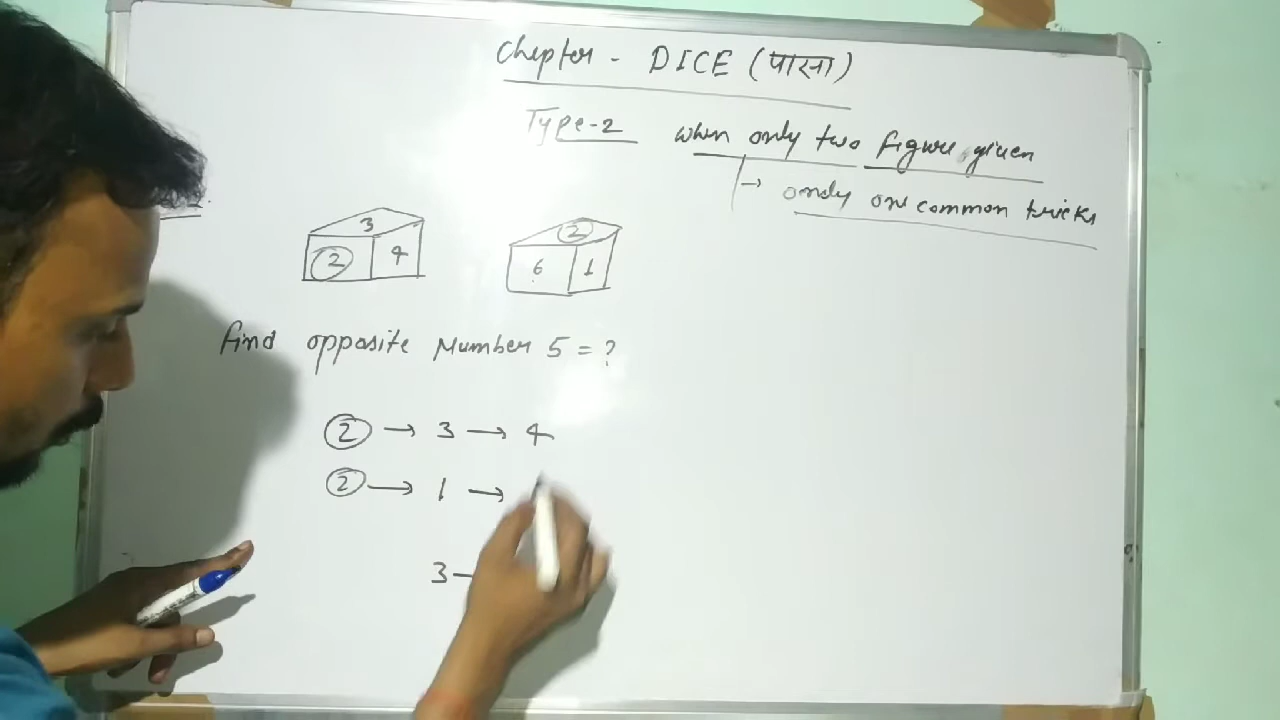 Chepter - DICE (पासा)
Type-2 when only two figure given
→ only one common tricks
3
2 4
2
6 1
find opposite Number 5 = ?
2 → 3 → 4
2 → 1 →
3 -